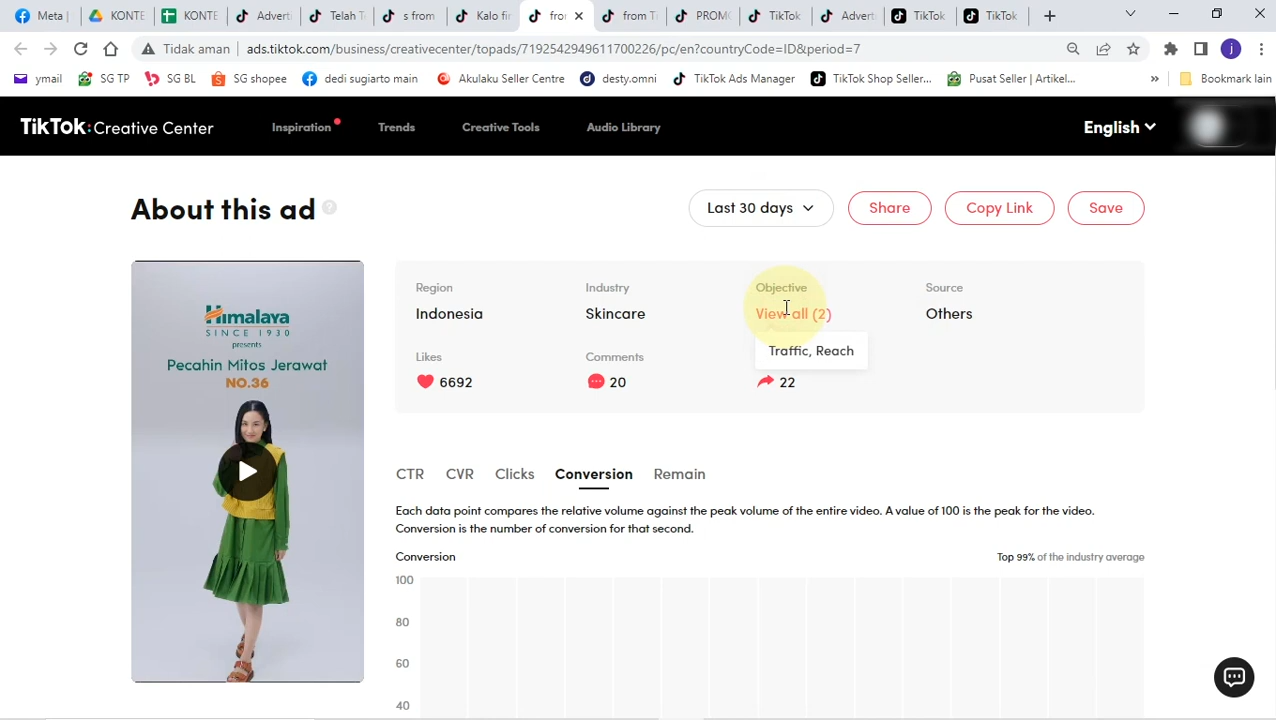 Meta
KONTE
KONTE
Adverti
Telah T
s from
Kalo fir
fror
from T
PROMO
TikTok
Adverti
TikTok
TikTok
Tidak aman
ads.tiktok.com/business/creativecenter/topads/7192542949611700226/pc/en?countryCode=ID&period=7
j
ymail
SG TP
SG BL
SG shopee
dedi sugiarto main
Akulaku Seller Centre
desty.omni
TikTok Ads Manager
TikTok Shop Seller...
Pusat Seller | Artikel...
»
Bookmark lain
TikTok: Creative Center
Inspiration
Trends
Creative Tools
Audio Library
English
About this ad
?
Last 30 days
Share
Copy Link
Save
Himalaya
SINCE 1930
presents
Pecahin Mitos Jerawat
NO.36
Region
Industry
Objective
Source
Indonesia
Skincare
View all (2)
Others
Traffic, Reach
Likes
Comments
6692
20
22
CTR
CVR
Clicks
Conversion
Remain
Each data point compares the relative volume against the peak volume of the entire video. A value of 100 is the peak for the video.
Conversion is the number of conversion for that second.
Conversion
Top 99% of the industry average
100
80
60
40